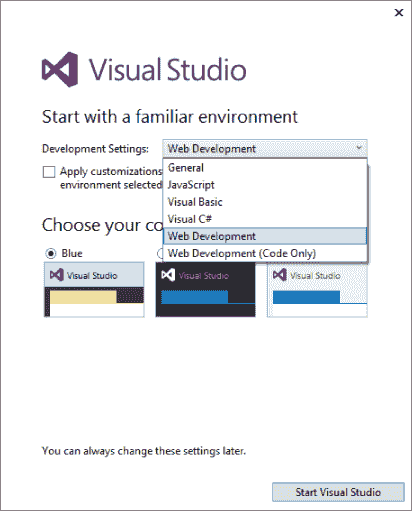 Visual Studio
Start with a familiar environment
Development Settings: Web Development
General
Apply customizations
JavaScript
environment selected
Visual Basic
Visual C#
Web Development
Web Development (Code Only)
Choose your co
Blue
Visual Studio
Visual Studio
Visual Studio
You can always change these settings later.
Start Visual Studio